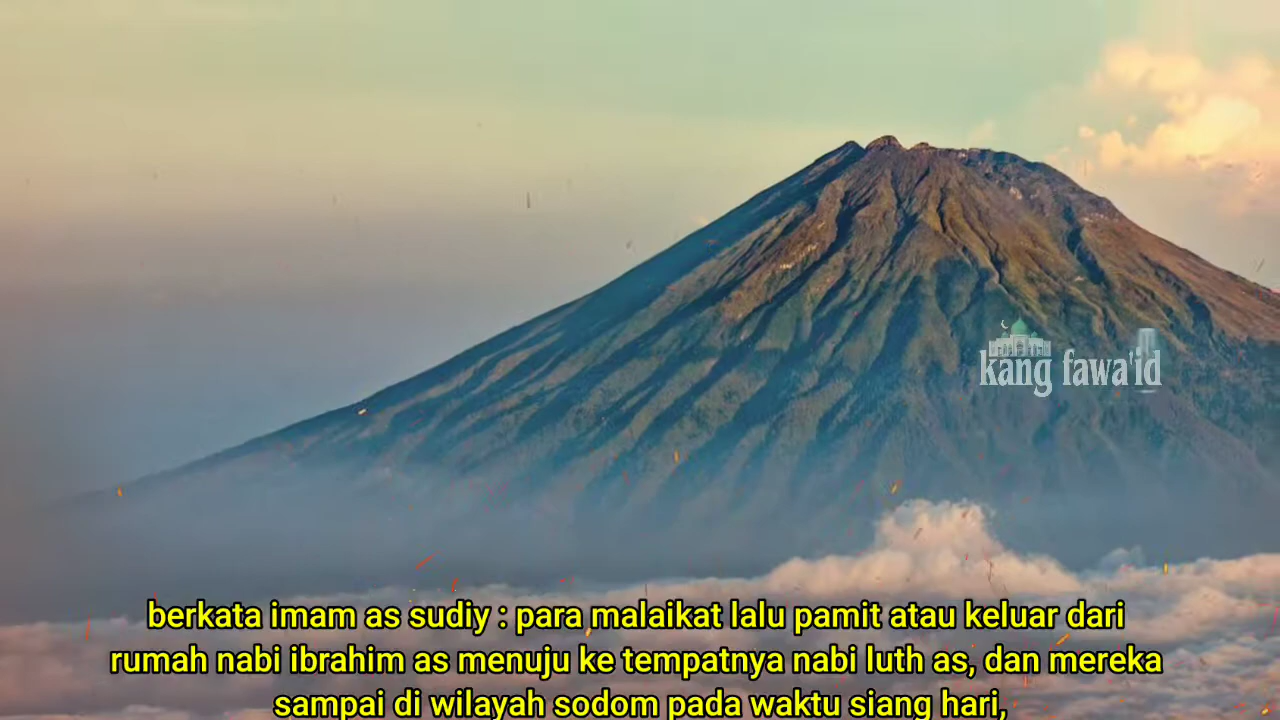 kang fawa'id
berkata imam as sudiy : para malaikat lalu pamit atau keluar dari
rumah nabi ibrahim as menuju ke tempatnya nabi luth as, dan mereka
sampai di wilayah sodom pada waktu siang hari,